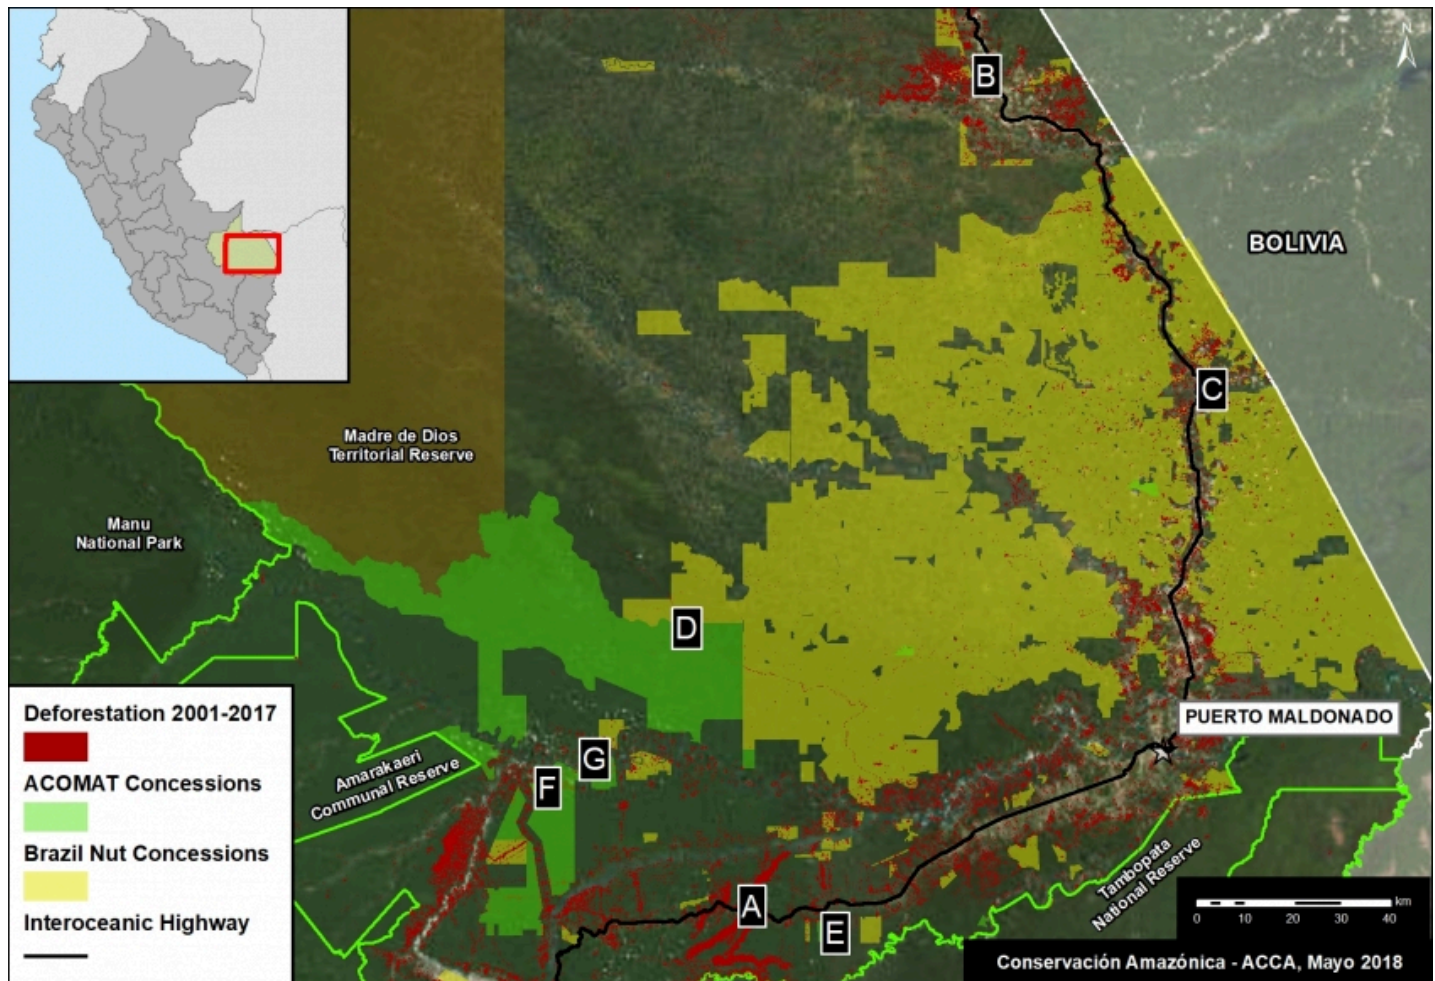 N
B
BOLIVIA
C
Madre de Dios
Territorial Reserve
Manu
National Park
D
Deforestation 2001-2017
ACOMAT Concessions
Brazil Nut Concessions
Interoceanic Highway
PUERTO MALDONADO
Amarakaeri
Communal Reserve
G
F
A
E
Tambopata
National Reserve
km
0 5 10 20 30 40
Conservación Amazónica - ACCA, Mayo 2018